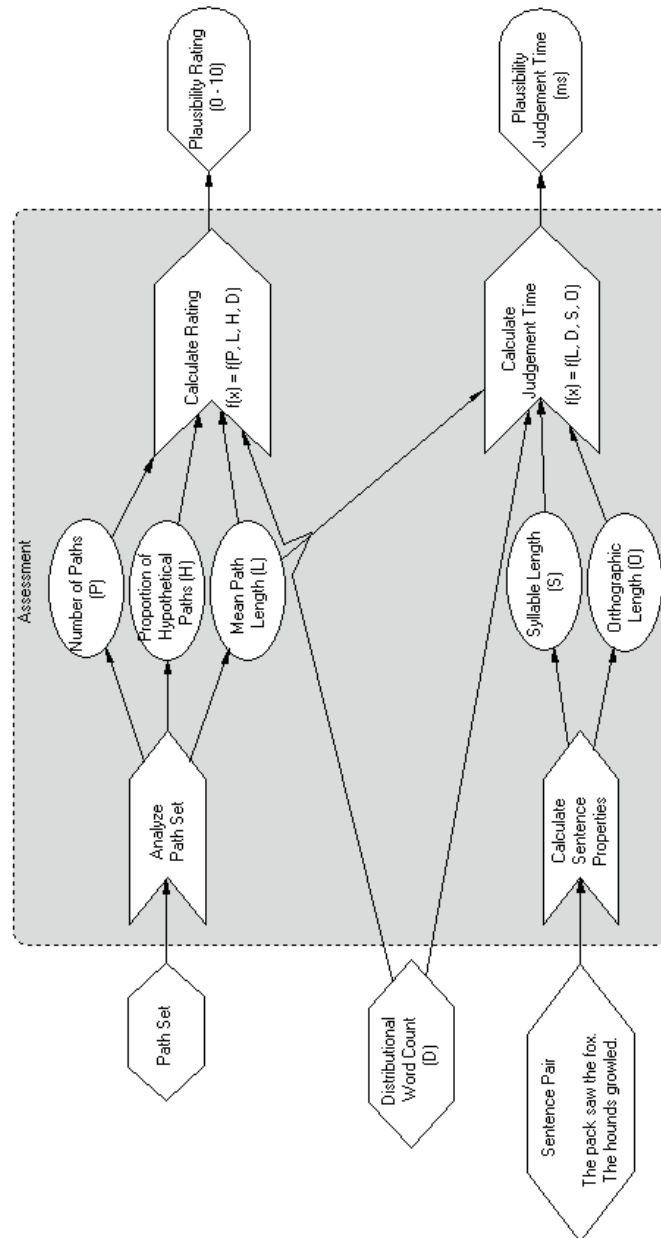 Assessment
Path Set
Analyze
Path Set
Number of Paths
(P)
Proportion of
Hypothetical
Paths (H)
Mean Path
Length (L)
Calculate Rating
f(x) = f(P, L, H, D)
Plausibility Rating
(0 - 10)
Distributional
Word Count
(D)
Sentence Pair
The pack saw the fox.
The hounds growled.
Calculate
Sentence
Properties
Syllable Length
(S)
Orthographic
Length (O)
Calculate
Judgement Time
f(x) = f(L, D, S, O)
Plausibility
Judgement Time
(ms)